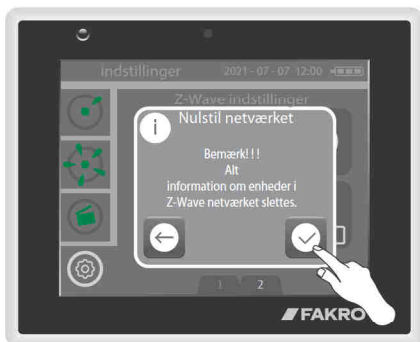 indstillinger 2021-07-07 12:00
Z-Wave indstillinger
Nulstil netværket
i
Bemærk!!!
Alt
information om enheder i
Z-Wave netværket slettes.
1 2
FAKRO